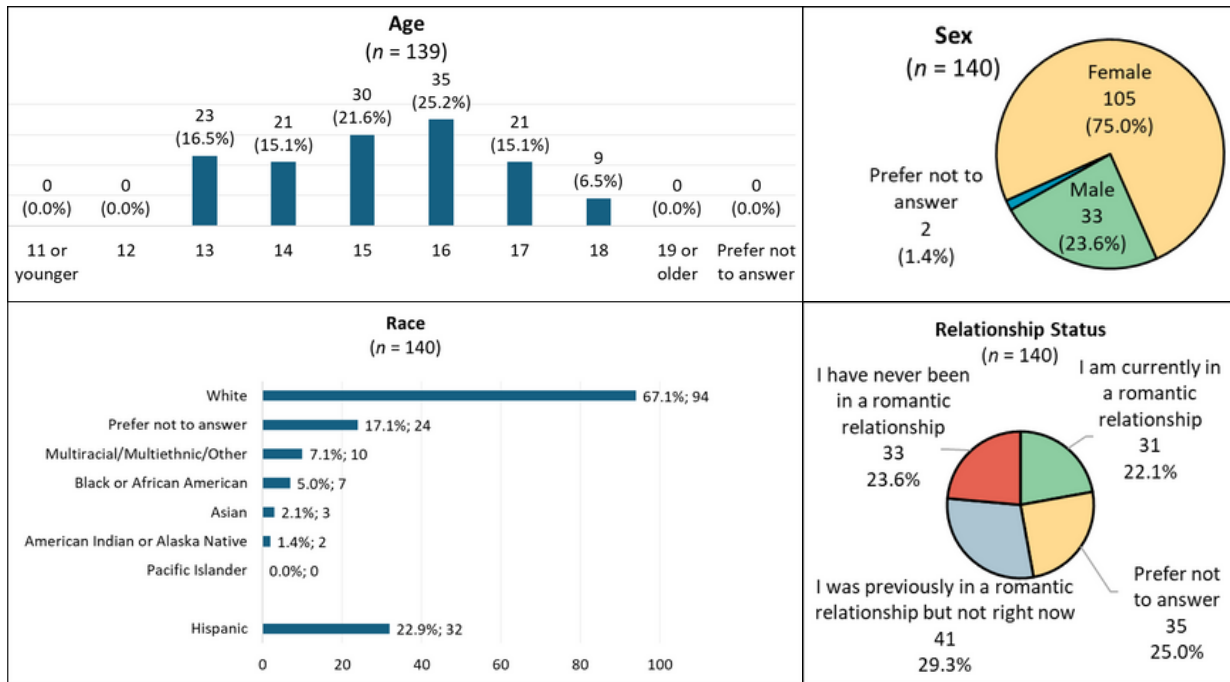 Age
(n = 139)
0
(0.0%)
0
(0.0%)
23
(16.5%)
21
(15.1%)
30
(21.6%)
35
(25.2%)
21
(15.1%)
9
(6.5%)
0
(0.0%)
0
(0.0%)
11 or
younger
12
13
14
15
16
17
18
19 or
older
Prefer not
to answer
Sex
(n = 140)
Female
105
(75.0%)
Prefer not to
answer
2
(1.4%)
Male
33
(23.6%)
Race
(n = 140)
White 67.1%; 94
Prefer not to answer 17.1%; 24
Multiracial/Multiethnic/Other 7.1%; 10
Black or African American 5.0%; 7
Asian 2.1%; 3
American Indian or Alaska Native 1.4%; 2
Pacific Islander 0.0%; 0
Hispanic 22.9%; 32
0 20 40 60 80 100
Relationship Status
(n = 140)
I have never been
in a romantic
relationship
33
23.6%
I am currently in
a romantic
relationship
31
22.1%
I was previously in a romantic
relationship but not right now
41
29.3%
Prefer not
to answer
35
25.0%